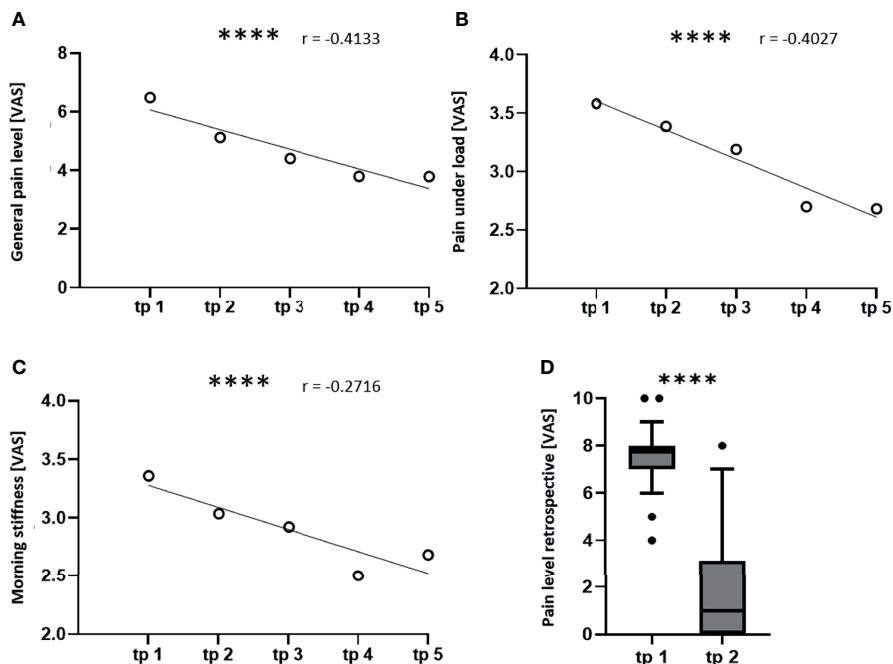 A
**** r = -0.4133
General pain level [VAS]
8
6
4
2
0
tp 1 tp 2 tp 3 tp 4 tp 5
B
**** r = -0.4027
Pain under load [VAS]
4.0
3.5
3.0
2.5
2.0
tp 1 tp 2 tp 3 tp 4 tp 5
C
**** r = -0.2716
Morning stiffness [VAS]
4.0
3.5
3.0
2.5
2.0
tp 1 tp 2 tp 3 tp 4 tp 5
D
****
Pain level retrospective [VAS]
10
8
6
4
2
0
tp 1 tp 2